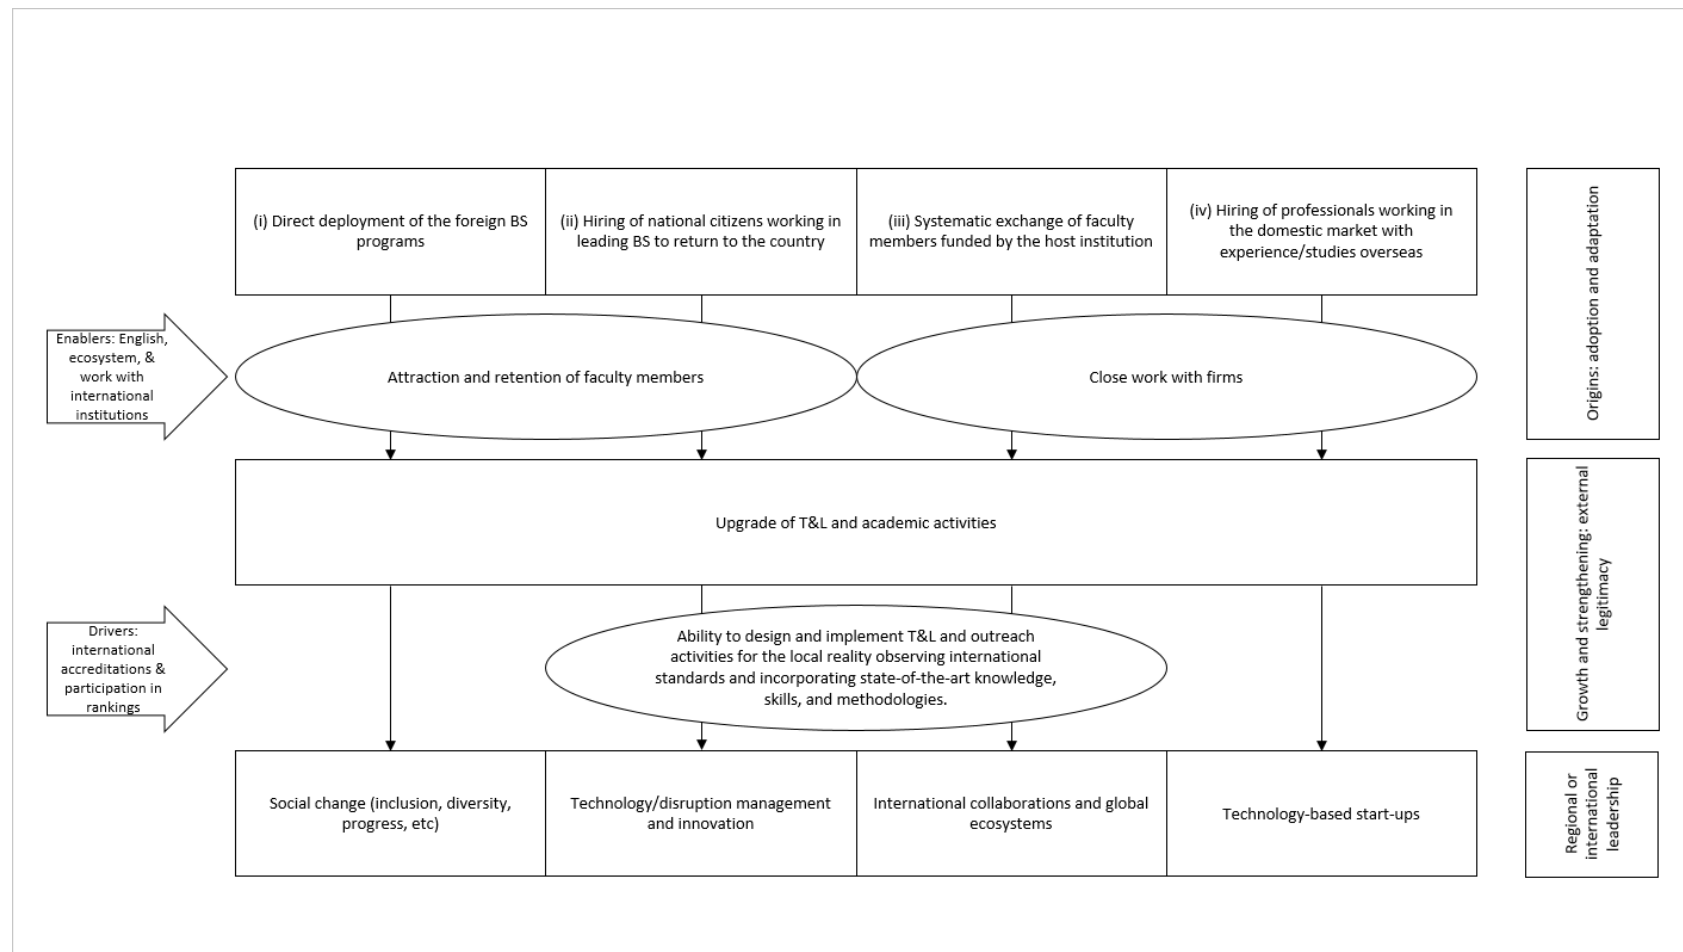 (i) Direct deployment of the foreign BS
programs
(ii) Hiring of national citizens working in
leading BS to return to the country
(iii) Systematic exchange of faculty
members funded by the host institution
(iv) Hiring of professionals working in
the domestic market with
experience/studies overseas
Origins: adoption and adaptation
Enablers: English,
ecosystem, &
work with
international
institutions
Attraction and retention of faculty members
Close work with firms
Upgrade of T&L and academic activities
Growth and strengthening: external
legitimacy
Drivers:
international
accreditations &
participation in
rankings
Ability to design and implement T&L and outreach
activities for the local reality observing international
standards and incorporating state-of-the-art knowledge,
skills, and methodologies.
Social change (inclusion, diversity,
progress, etc)
Technology/disruption management
and innovation
International collaborations and global
ecosystems
Technology-based start-ups
Regional or
international
leadership